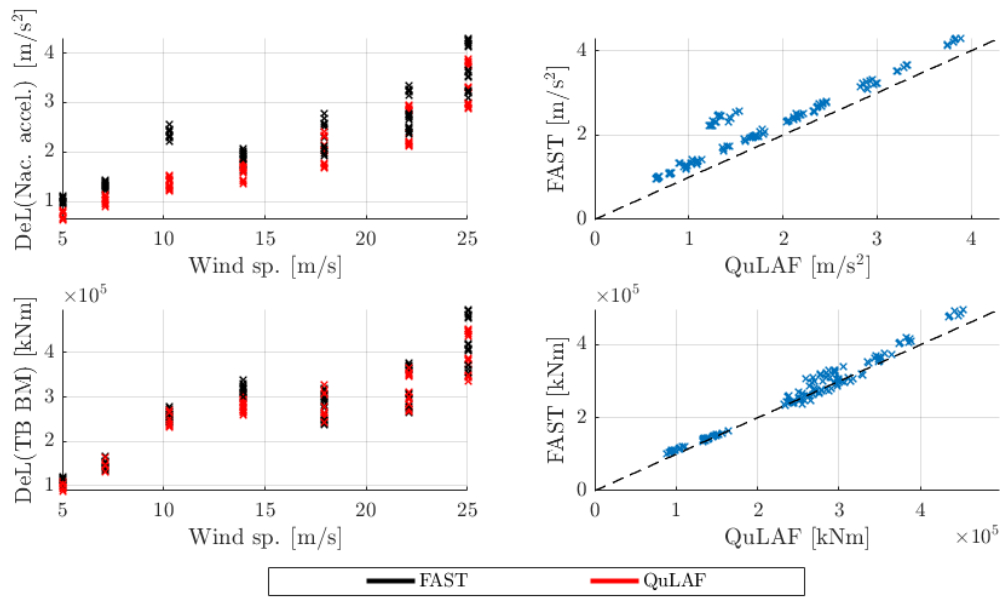 DeL(Nac. accel.) [m/s²]
4
3
2
1
5 10 15 20 25
Wind sp. [m/s]
FAST [m/s²]
4
2
0
0 1 2 3 4
QuLAF [m/s²]
×10⁵
DeL(TB BM) [kNm]
4
3
2
1
5 10 15 20 25
Wind sp. [m/s]
×10⁵
FAST [kNm]
4
2
0
0 1 2 3 4
QuLAF [kNm] ×10⁵
FAST QuLAF